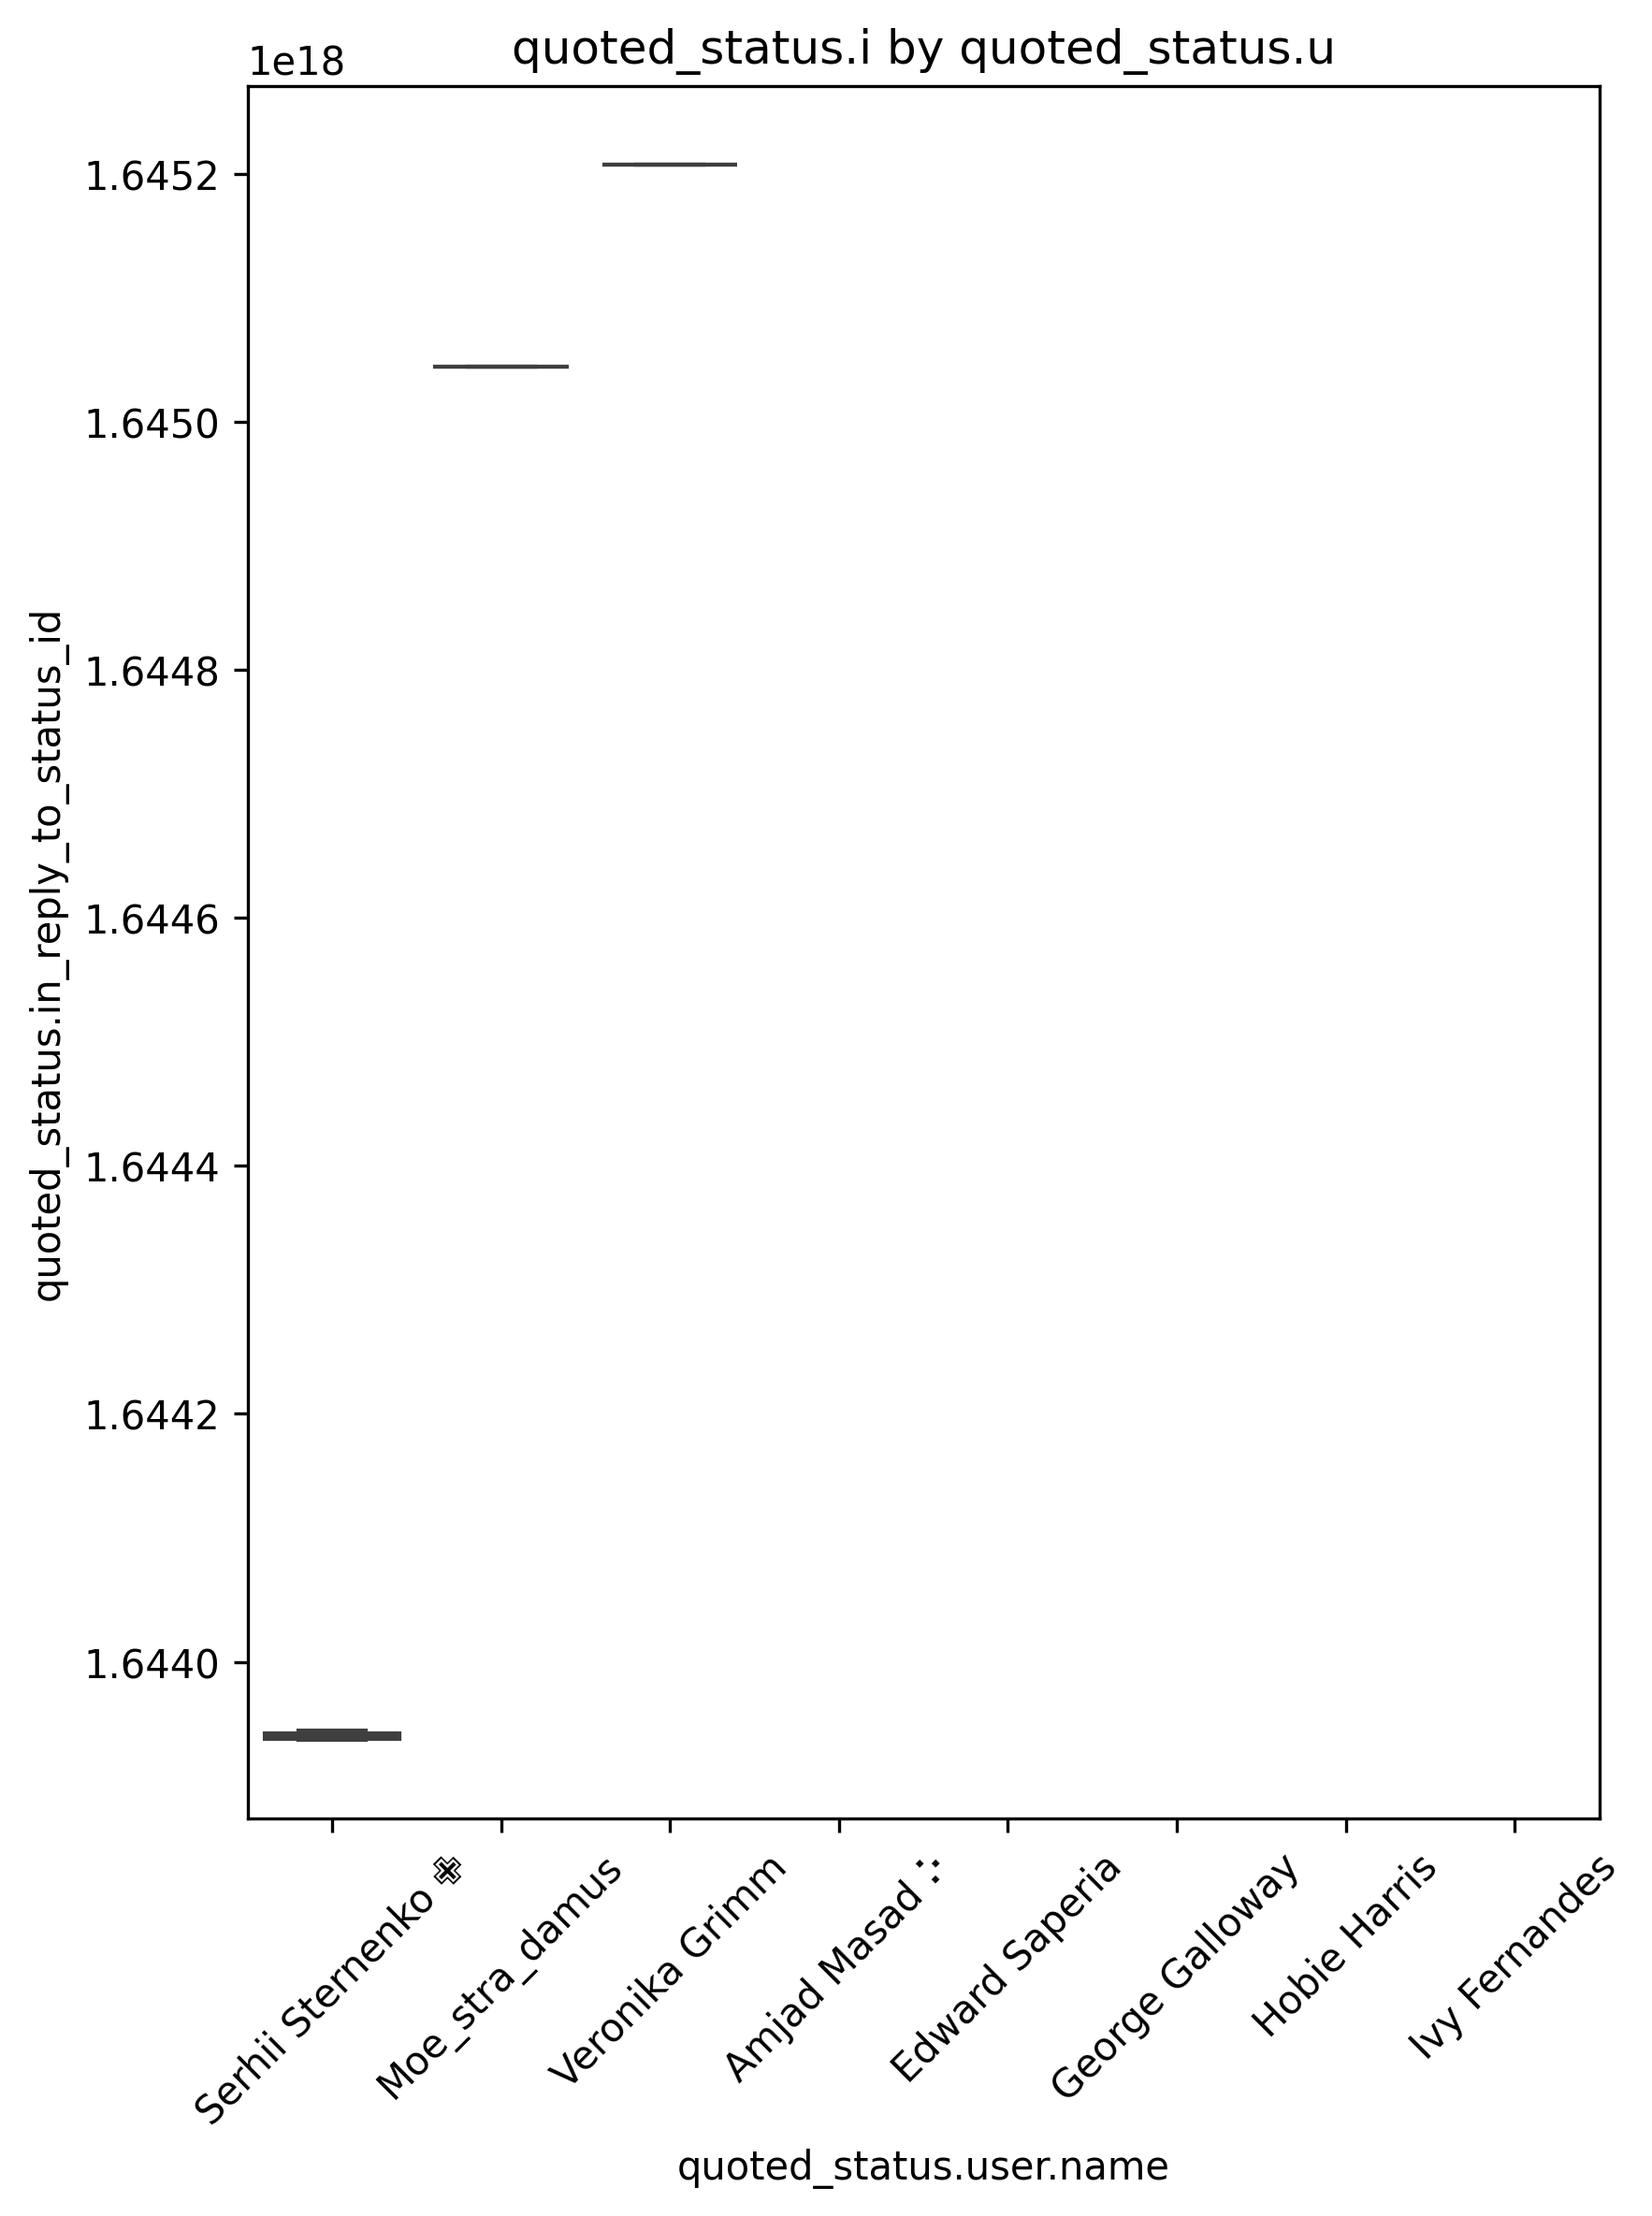 quoted_status.i by quoted_status.u
1e18
1.6452
1.6450
1.6448
1.6446
1.6444
1.6442
1.6440
quoted_status.in_reply_to_status_id
Serhii Sternenko ✙
Moe_stra_damus
Veronika Grimm
Amjad Masad ⠕
Edward Saperia
George Galloway
Hobie Harris
Ivy Fernandes
quoted_status.user.name